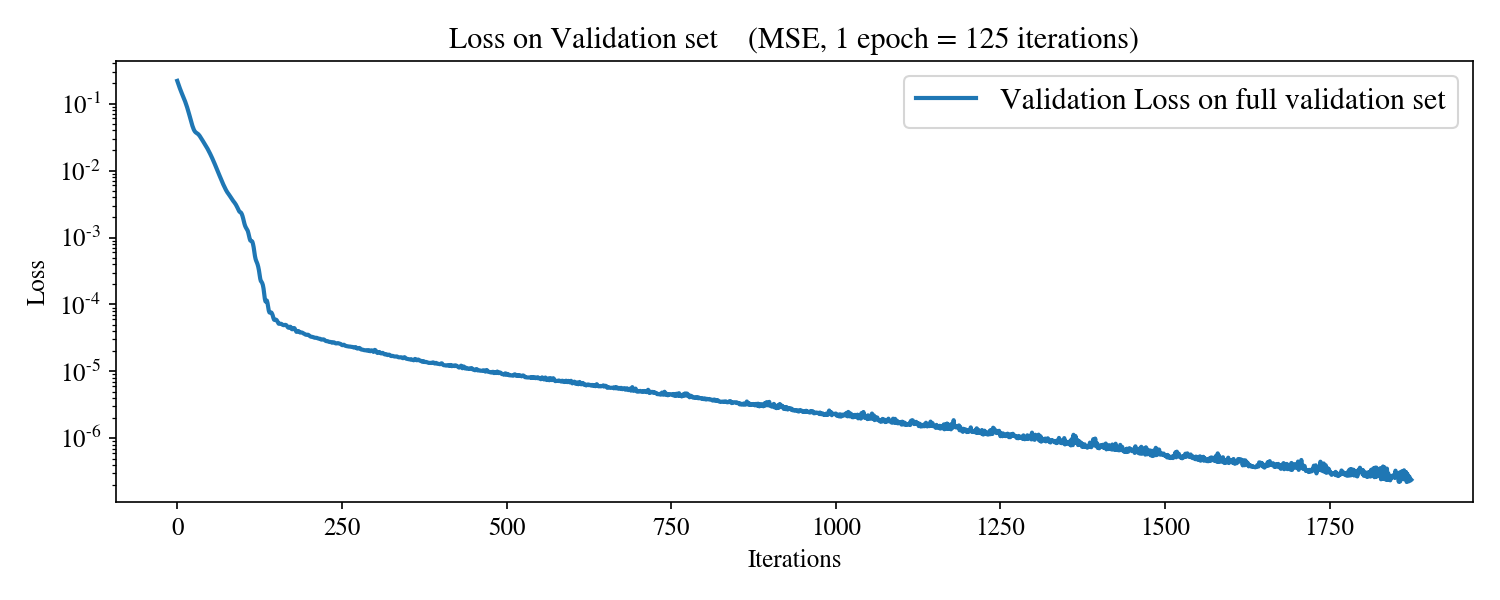 Loss on Validation set    (MSE, 1 epoch = 125 iterations)
Validation Loss on full validation set
10⁻¹
10⁻²
10⁻³
10⁻⁴
10⁻⁵
10⁻⁶
Loss
0 250 500 750 1000 1250 1500 1750
Iterations